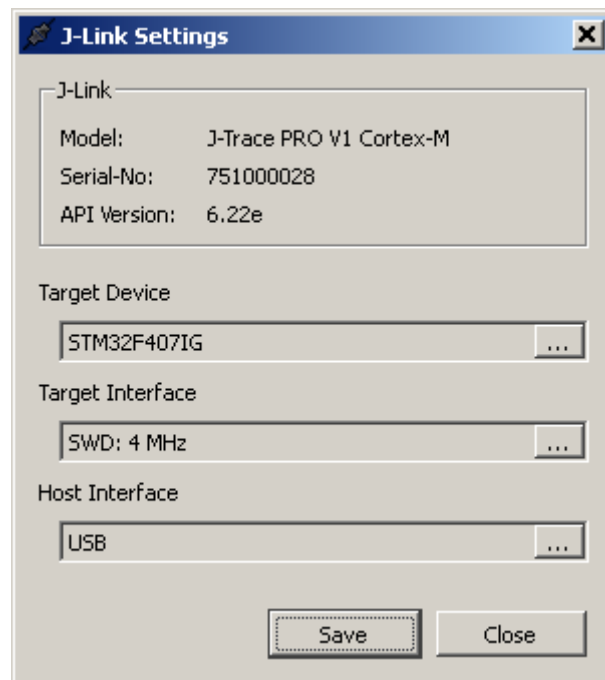 J-Link Settings
J-Link
Model: J-Trace PRO V1 Cortex-M
Serial-No: 751000028
API Version: 6.22e
Target Device
STM32F407IG ...
Target Interface
SWD: 4 MHz ...
Host Interface
USB ...
Save Close